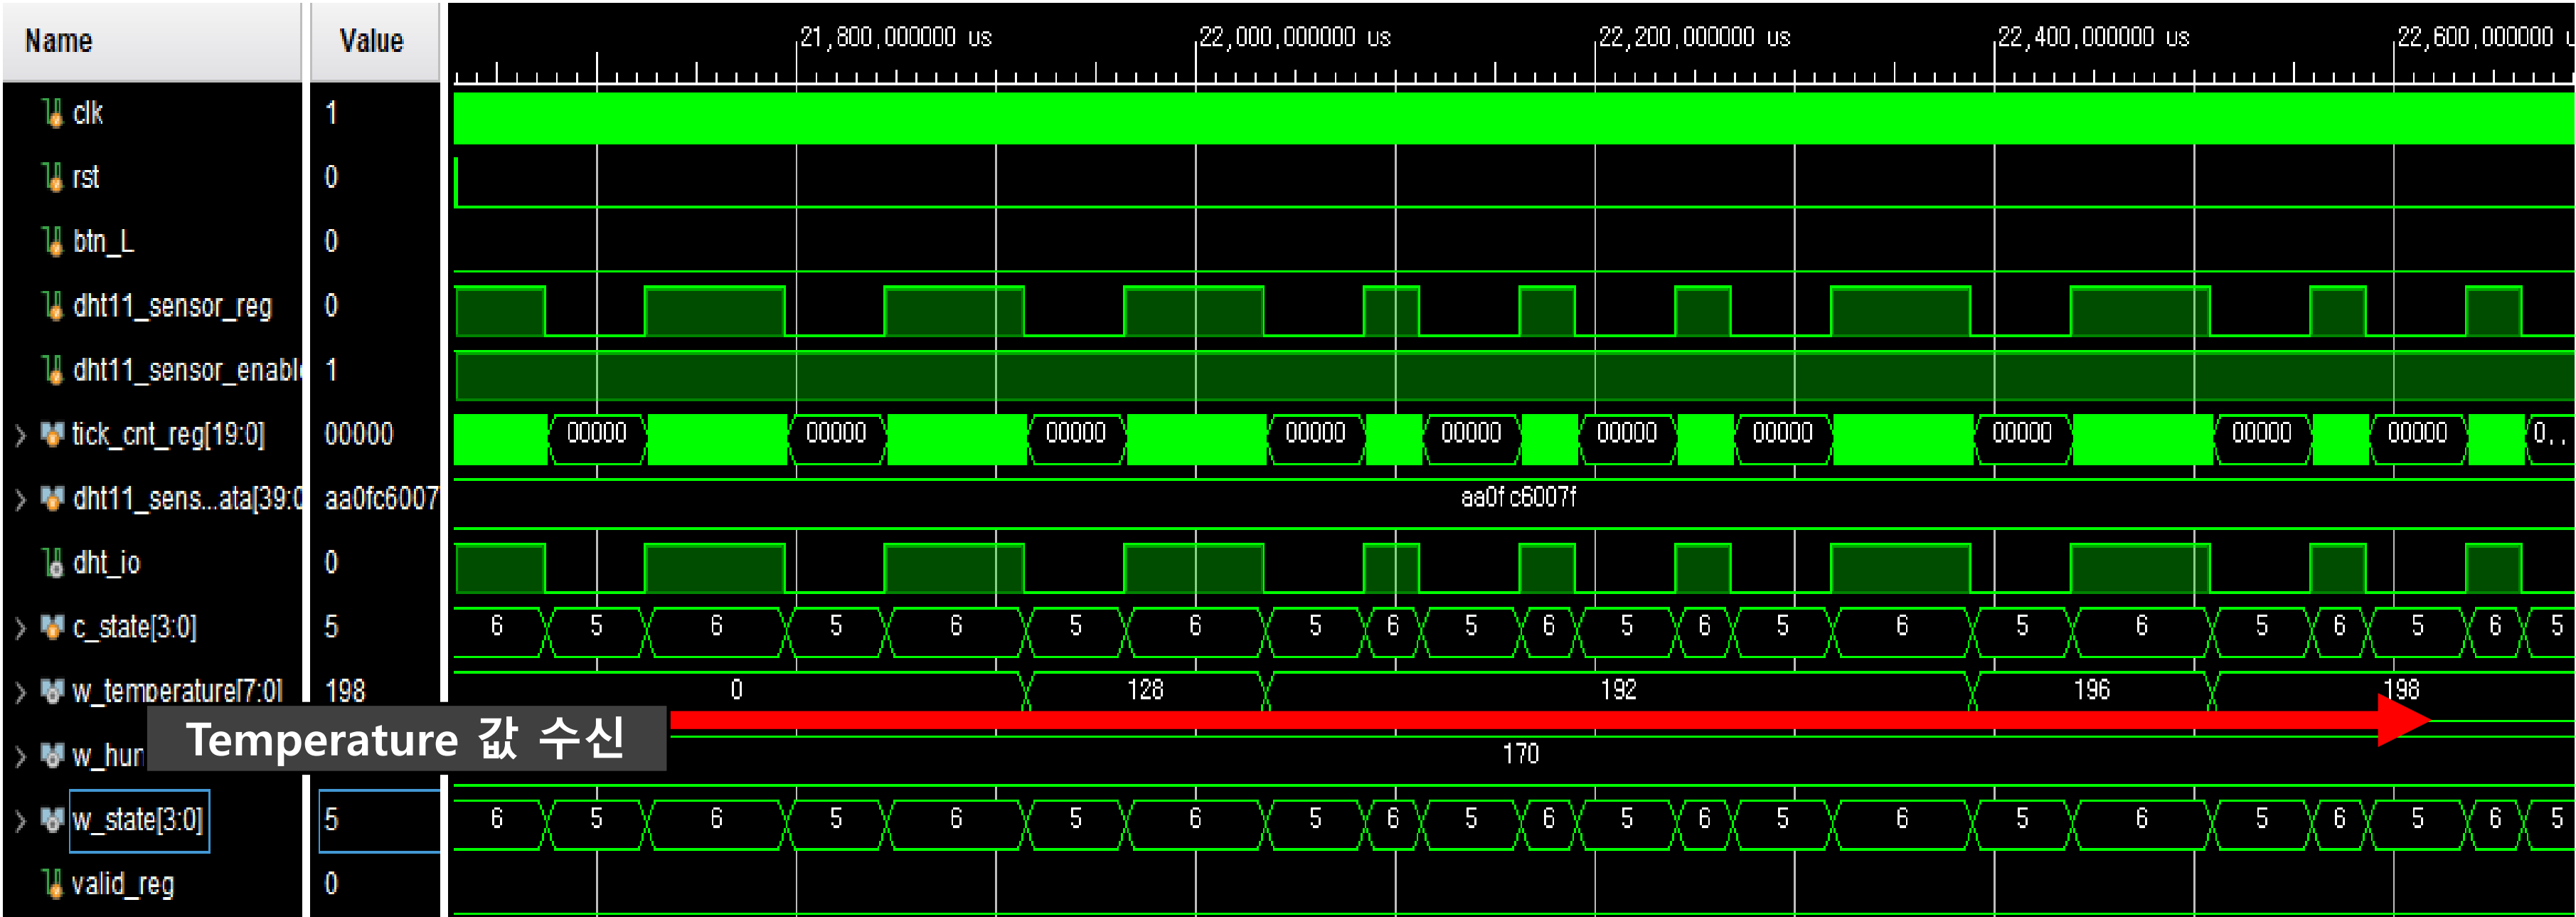 Name Value 21,800.000000 us 22,000.000000 us 22,200.000000 us 22,400.000000 us 22,600.000000 u
clk 1
rst 0
btn_L 0
dht11_sensor_reg 0
dht11_sensor_enabl 1
tick_cnt_reg[19:0] 00000 00000 00000 00000 00000 00000 00000 00000 00000 00000 00000 0..
dht11_sens...ata[39:0 aa0fc6007 aa0fc6007f
dht_io 0
c_state[3:0] 5 6 5 6 5 6 5 6 5 6 5 6 5 6 5 6 5 6 5 6 5 6 5
w_temperature[7:0] 198 0 128 192 196 198
Temperature 값 수신
w_hur 170
w_state[3:0] 5 6 5 6 5 6 5 6 5 6 5 6 5 6 5 6 5 6 5 6 5 6 5
valid_reg 0